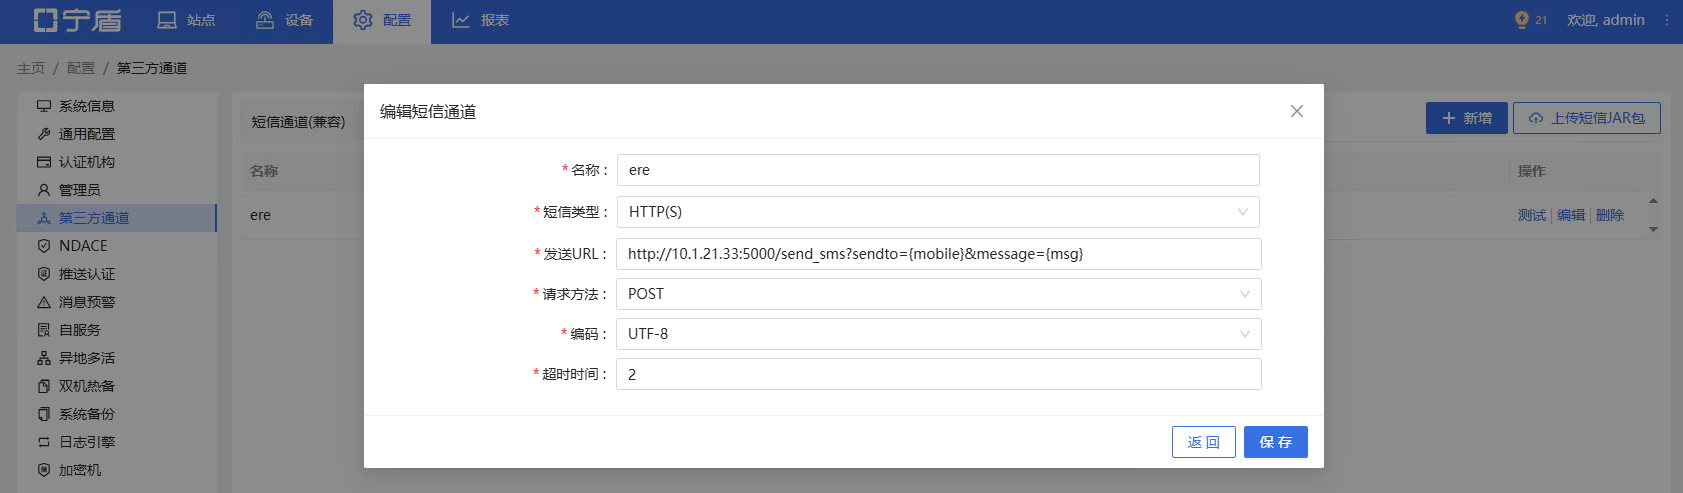 宁盾 站点 设备 配置 报表 21 欢迎, admin
主页 / 配置 / 第三方通道
系统信息
通用配置
认证机构
管理员
第三方通道
NDACE
推送认证
消息预警
自服务
异地多活
双机热备
系统备份
日志引擎
加密机
短信通道(兼容)
新增 上传短信JAR包
名称 操作
ere 测试 编辑 删除
编辑短信通道
* 名称 : ere
* 短信类型 : HTTP(S)
* 发送URL : http://10.1.21.33:5000/send_sms?sendto={mobile}&message={msg}
* 请求方法 : POST
* 编码 : UTF-8
* 超时时间 : 2
返 回 保 存